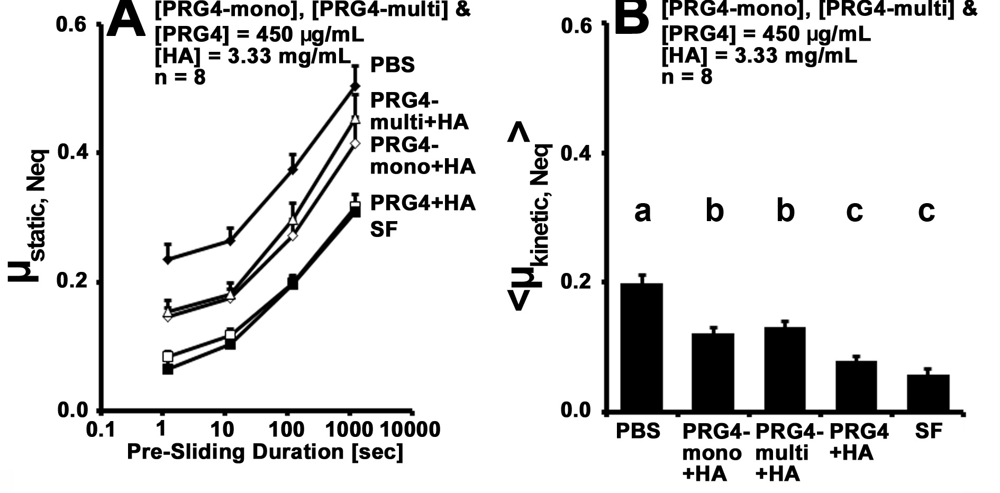 A
[PRG4-mono], [PRG4-multi] &
[PRG4] = 450 µg/mL
[HA] = 3.33 mg/mL
n = 8
0.6
0.4
0.2
0.0
µstatic, Neq
PBS
PRG4-
multi+HA
PRG4-
mono+HA
PRG4+HA
SF
0.1 1 10 100 1000 10000
Pre-Sliding Duration [sec]
B
[PRG4-mono], [PRG4-multi] &
[PRG4] = 450 µg/mL
[HA] = 3.33 mg/mL
n = 8
0.6
0.4
0.2
0.0
<µkinetic, Neq>
a b b c c
PBS PRG4- PRG4- PRG4 SF
mono multi +HA
+HA +HA